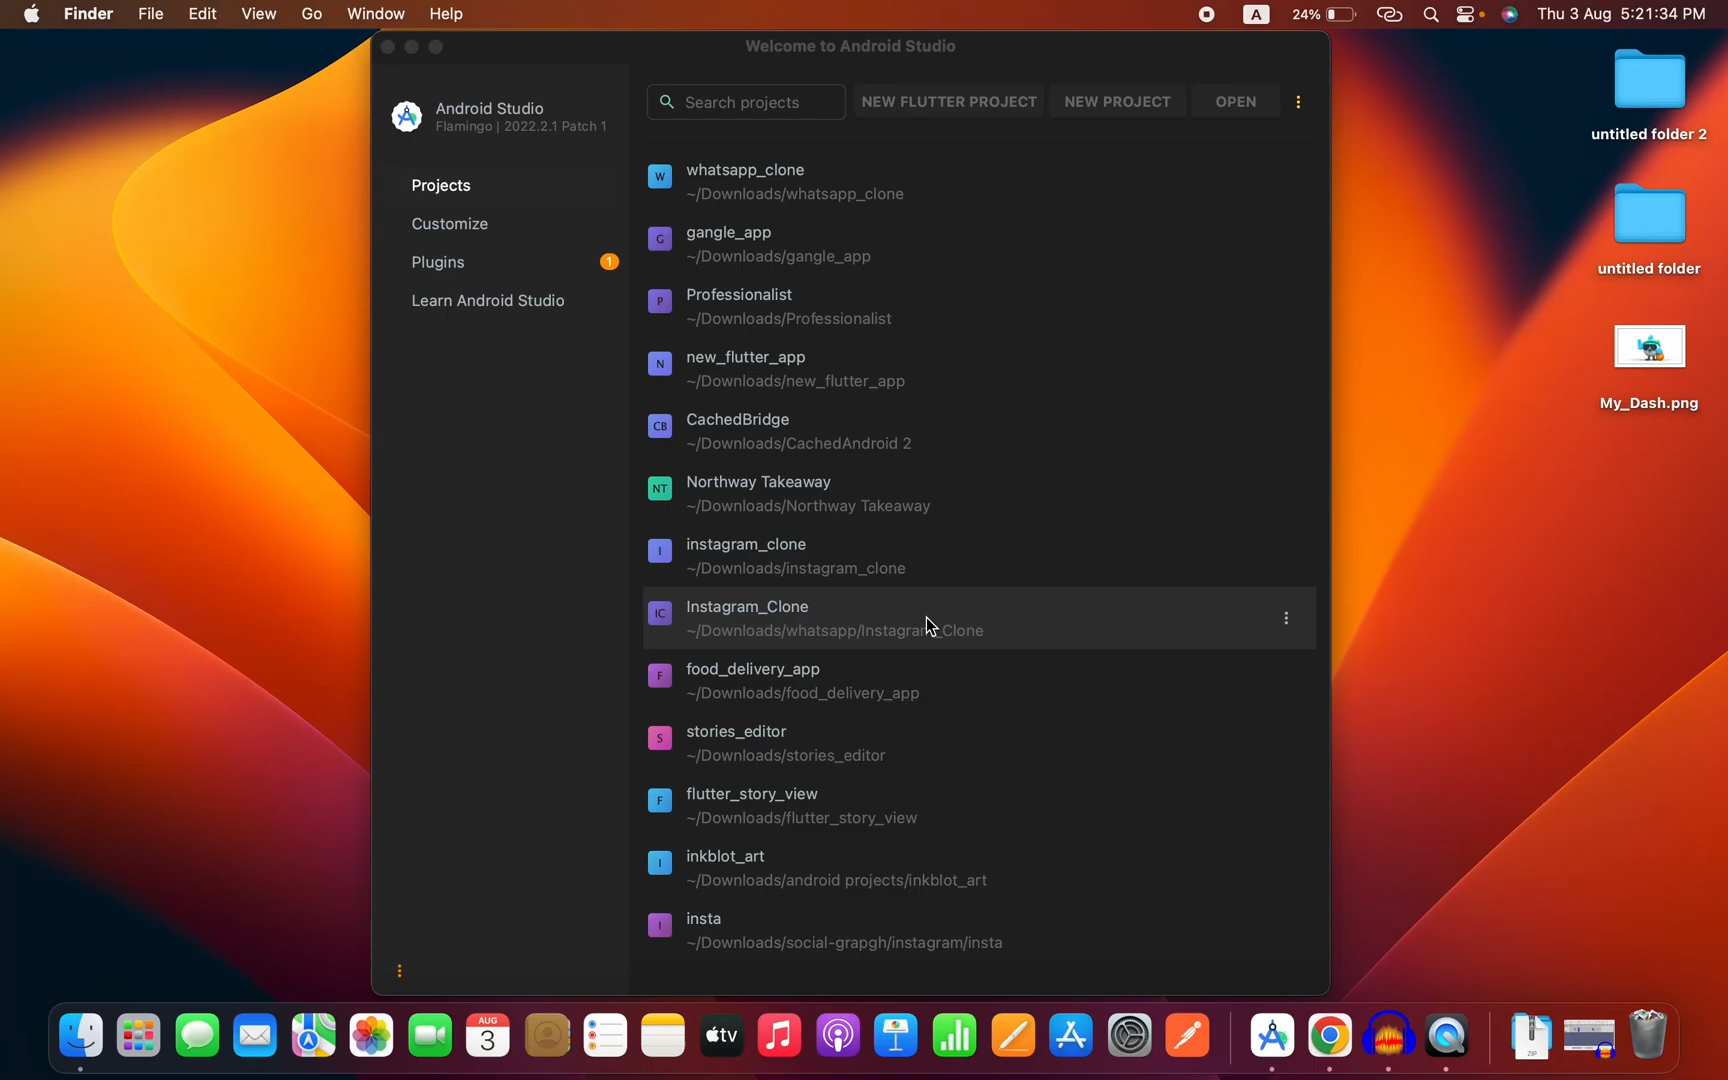 Finder File Edit View Go Window Help
A 24% Thu 3 Aug 5:21:34 PM
Welcome to Android Studio
Android Studio
Flamingo | 2022.2.1 Patch 1
Search projects NEW FLUTTER PROJECT NEW PROJECT OPEN
Projects
Customize
Plugins 1
Learn Android Studio
W whatsapp_clone
~/Downloads/whatsapp_clone
G gangle_app
~/Downloads/gangle_app
P Professionalist
~/Downloads/Professionalist
N new_flutter_app
~/Downloads/new_flutter_app
CB CachedBridge
~/Downloads/CachedAndroid 2
NT Northway Takeaway
~/Downloads/Northway Takeaway
I instagram_clone
~/Downloads/instagram_clone
IC Instagram_Clone
~/Downloads/whatsapp/Instagram_Clone
F food_delivery_app
~/Downloads/food_delivery_app
S stories_editor
~/Downloads/stories_editor
F flutter_story_view
~/Downloads/flutter_story_view
I inkblot_art
~/Downloads/android projects/inkblot_art
I insta
~/Downloads/social-grapgh/instagram/insta
untitled folder 2
untitled folder
My_Dash.png
AUG
3
tv
ZIP